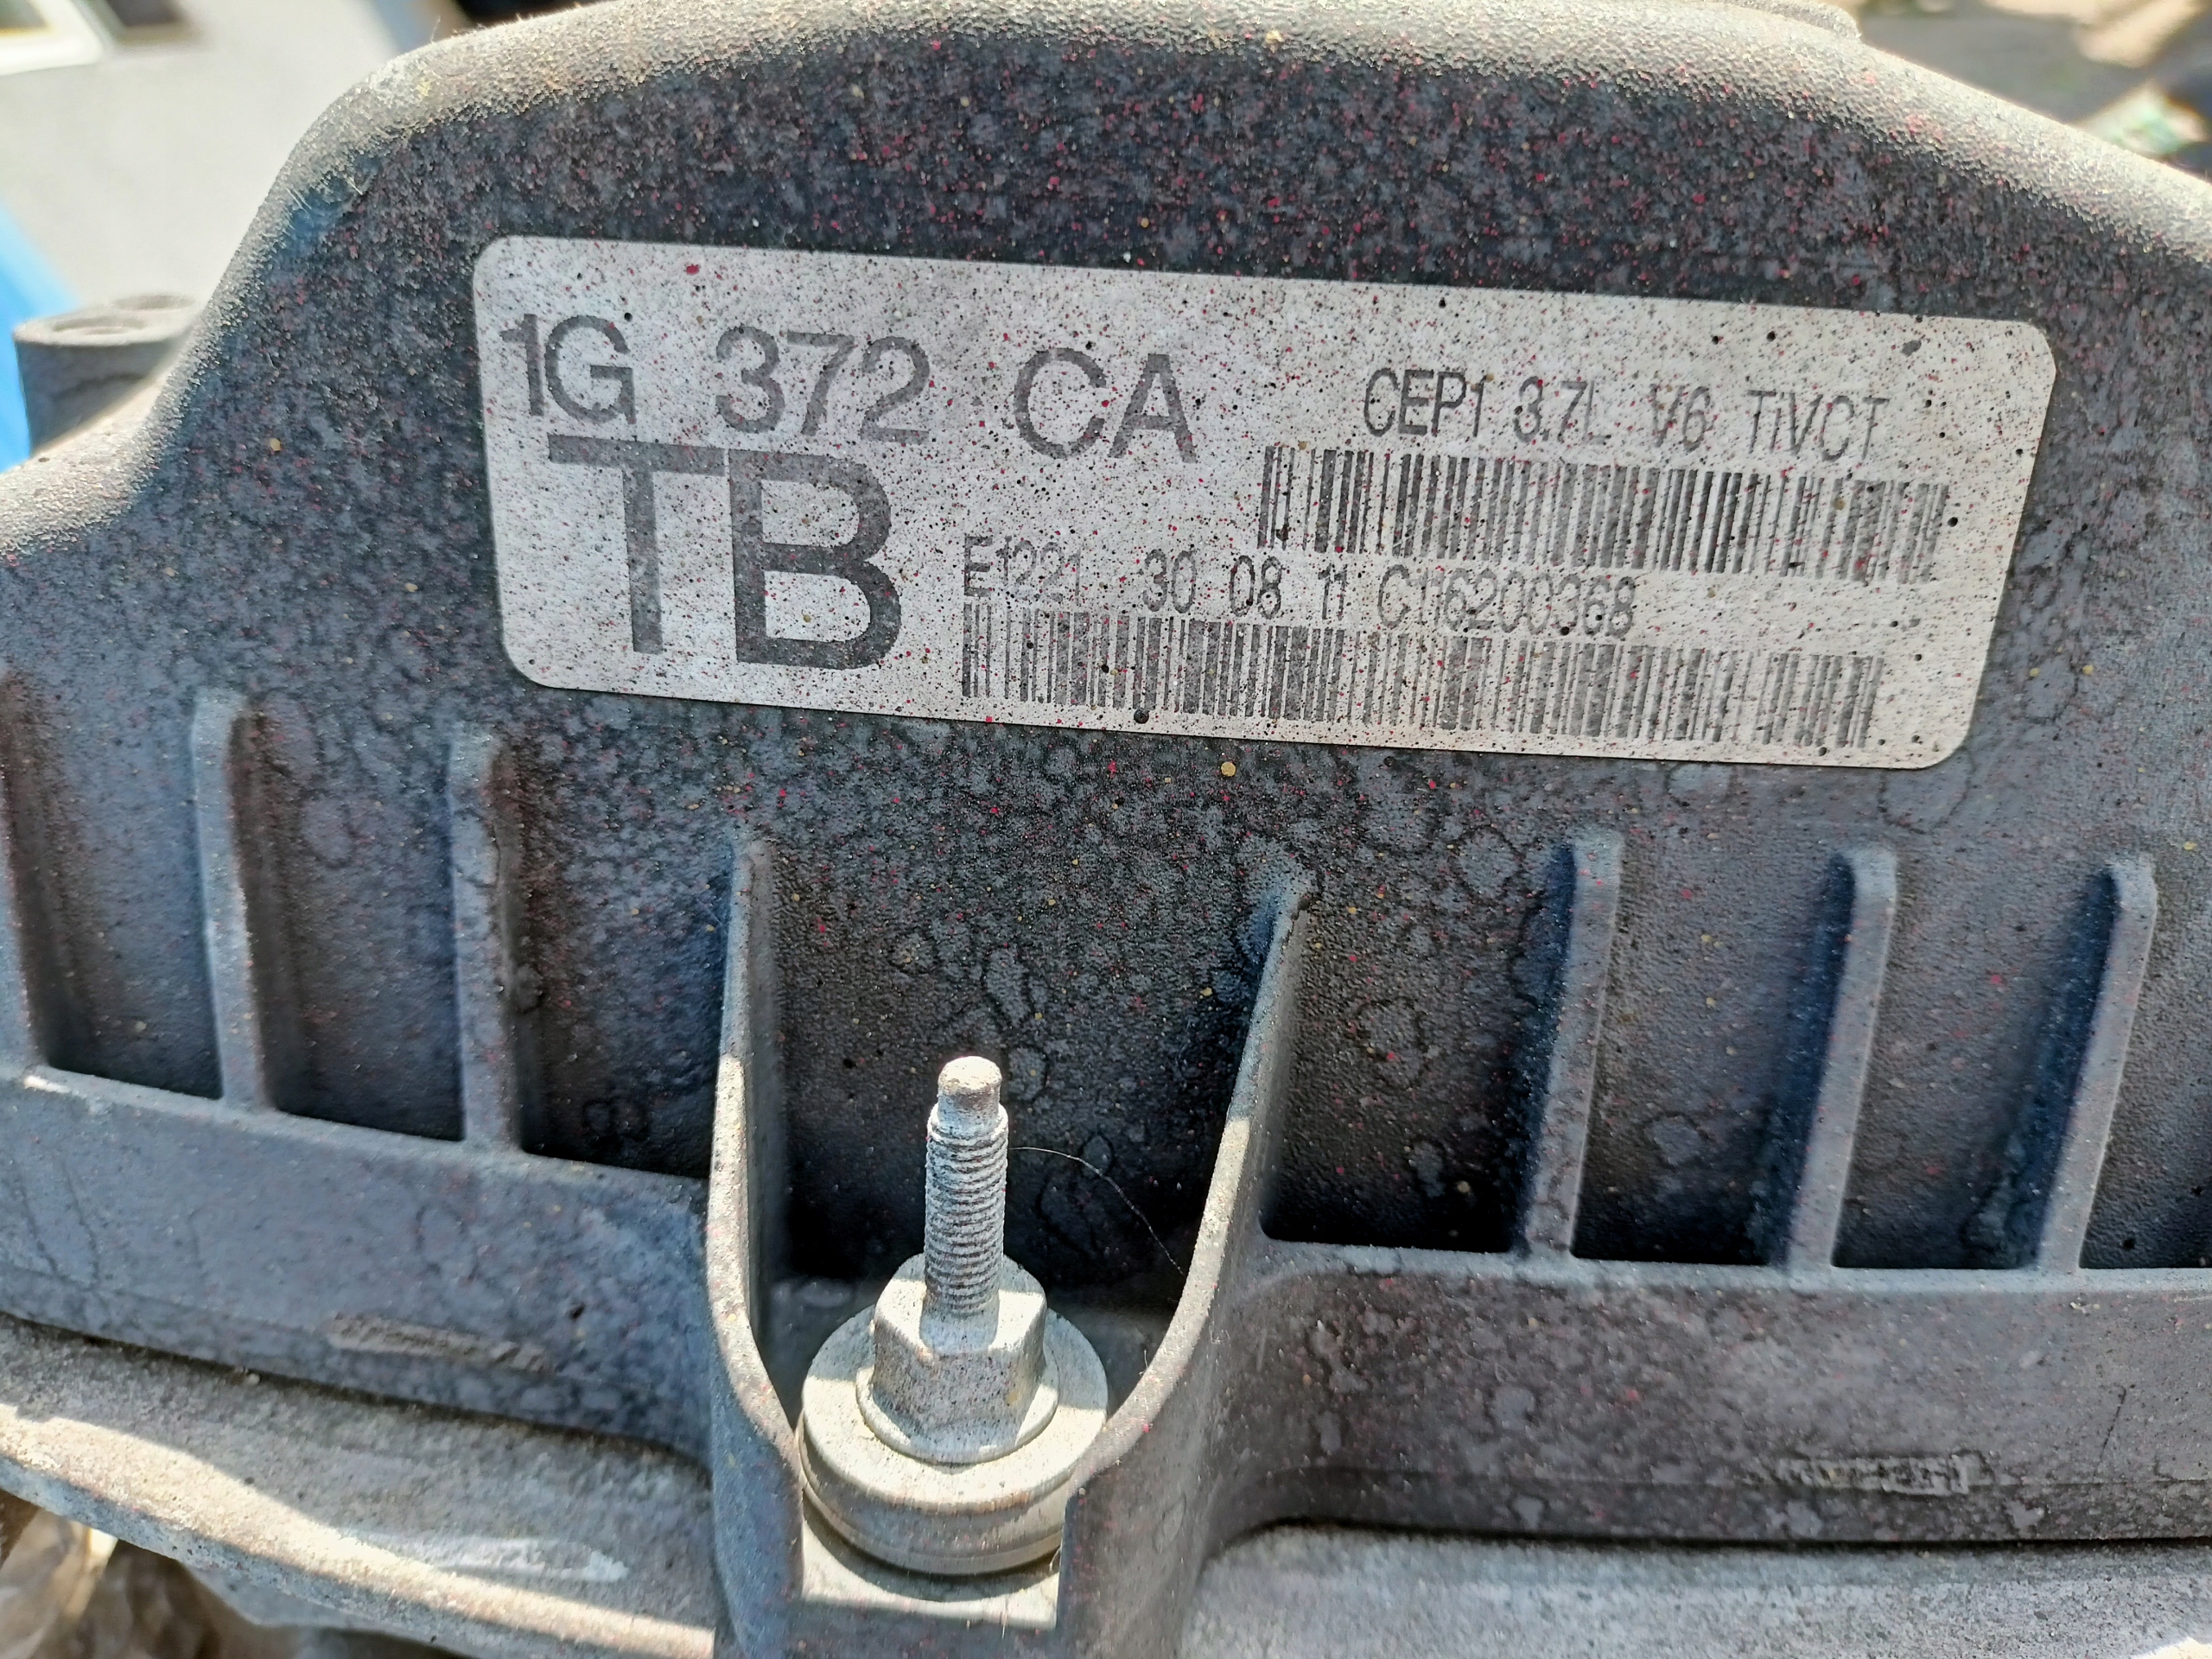 1G 372 CA
CEP1 3.7L V6 TiVCT
TB
E1221 30 08 11 C116200368